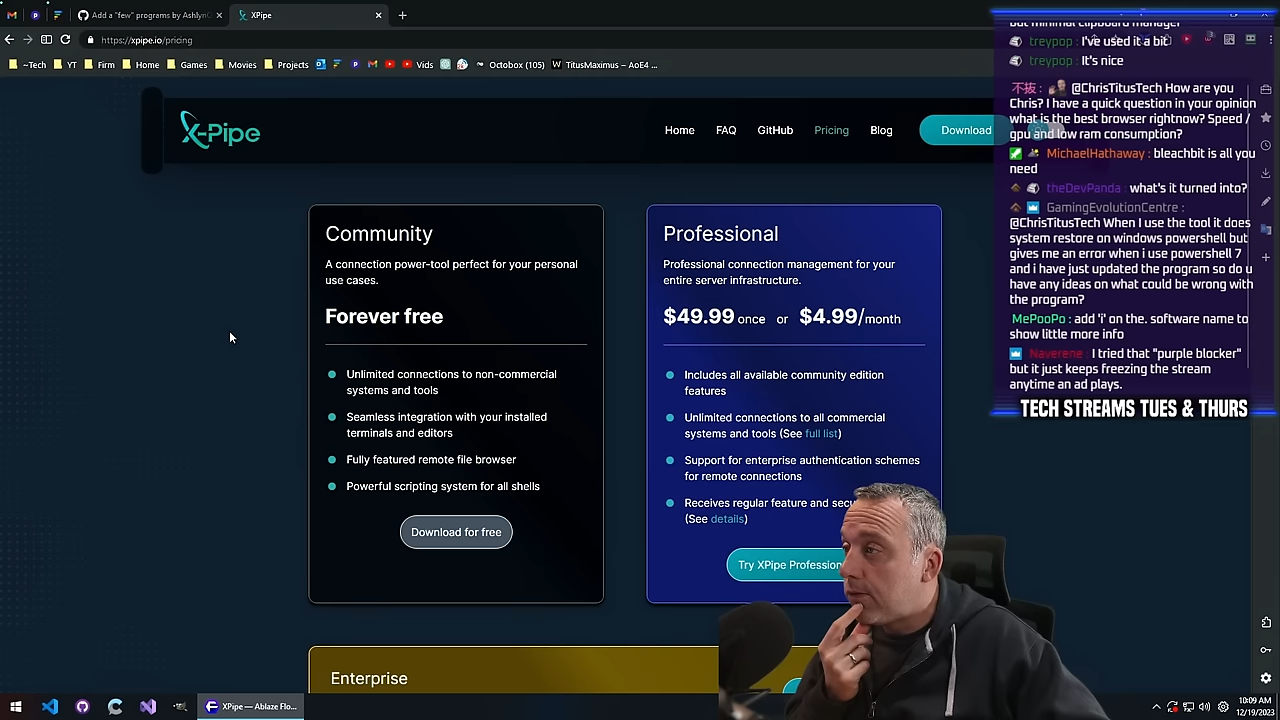 Add a "few" programs by AshlynC
XPipe
https://xpipe.io/pricing
~Tech
YT
Firm
Home
Games
Movies
Projects
Vids
Octobox (105)
TitusMaximus – AoE4 ...
X-Pipe
Home
FAQ
GitHub
Pricing
Blog
Download
Community
A connection power-tool perfect for your personal
use cases.
Forever free
Unlimited connections to non-commercial
systems and tools
Seamless integration with your installed
terminals and editors
Fully featured remote file browser
Powerful scripting system for all shells
Download for free
Professional
Professional connection management for your
entire server infrastructure.
$49.99 once or $4.99/month
Includes all available community edition
features
Unlimited connections to all commercial
systems and tools (See full list)
Support for enterprise authentication schemes
for remote connections
Receives regular feature and secu
(See details)
Try XPipe Profession
Enterprise
but minimal clipboard manager
treypop : I've used it a bit
treypop : It's nice
不抜 : @ChrisTitusTech How are you
Chris? I have a quick question in your opinion
what is the best browser rightnow? Speed /
gpu and low ram consumption?
MichaelHathaway : bleachbit is all you
need
theDevPanda : what's it turned into?
GamingEvolutionCentre :
@ChrisTitusTech When I use the tool it does
system restore on windows powershell but
gives me an error when i use powershell 7
and i have just updated the program so do u
have any ideas on what could be wrong with
the program?
MePooPo : add 'i' on the. software name to
show little more info
Naverene : I tried that "purple blocker"
but it just keeps freezing the stream
anytime an ad plays.
TECH STREAMS TUES & THURS
XPipe — Ablaze Flo...
10:09 AM
12/19/2023